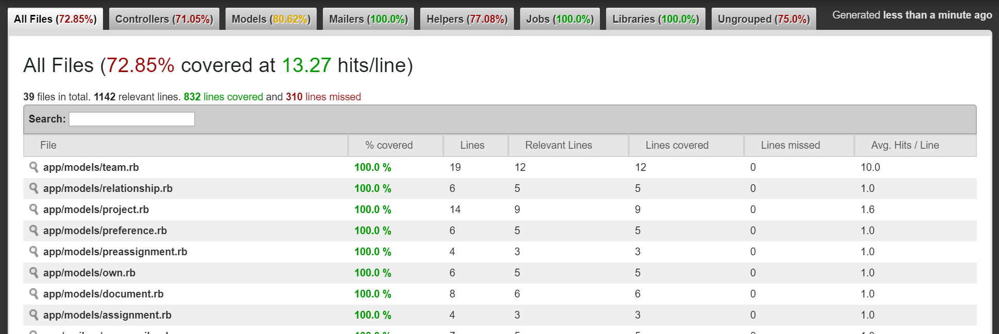 All Files (72.85%) Controllers (71.05%) Models (80.62%) Mailers (100.0%) Helpers (77.08%) Jobs (100.0%) Libraries (100.0%) Ungrouped (75.0%) Generated less than a minute ago
All Files (72.85% covered at 13.27 hits/line)
39 files in total. 1142 relevant lines. 832 lines covered and 310 lines missed
Search:
File % covered Lines Relevant Lines Lines covered Lines missed Avg. Hits / Line
app/models/team.rb 100.0 % 19 12 12 0 10.0
app/models/relationship.rb 100.0 % 6 5 5 0 1.0
app/models/project.rb 100.0 % 14 9 9 0 1.6
app/models/preference.rb 100.0 % 6 5 5 0 1.0
app/models/preassignment.rb 100.0 % 4 3 3 0 1.0
app/models/own.rb 100.0 % 6 5 5 0 1.0
app/models/document.rb 100.0 % 8 6 6 0 1.0
app/models/assignment.rb 100.0 % 4 3 3 0 1.0